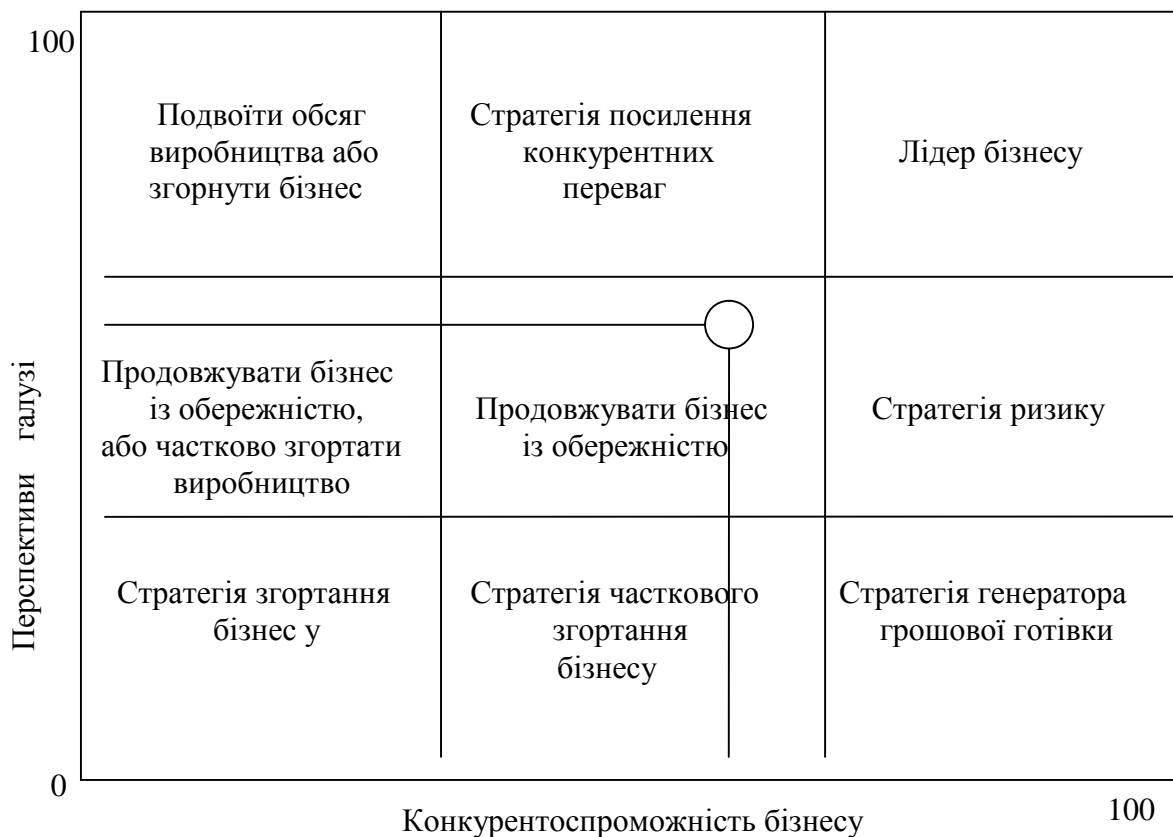 100
Подвоїти обсяг
виробництва або
згорнути бізнес
Стратегія посилення
конкурентних
переваг
Лідер бізнесу
Продовжувати бізнес
із обережністю,
або частково згортати
виробництво
Продовжувати бізнес
із обережністю
Стратегія ризику
Стратегія згортання
бізнес у
Стратегія часткового
згортання
бізнесу
Стратегія генератора
грошової готівки
Перспективи галузі
0
Конкурентоспроможність бізнесу
100